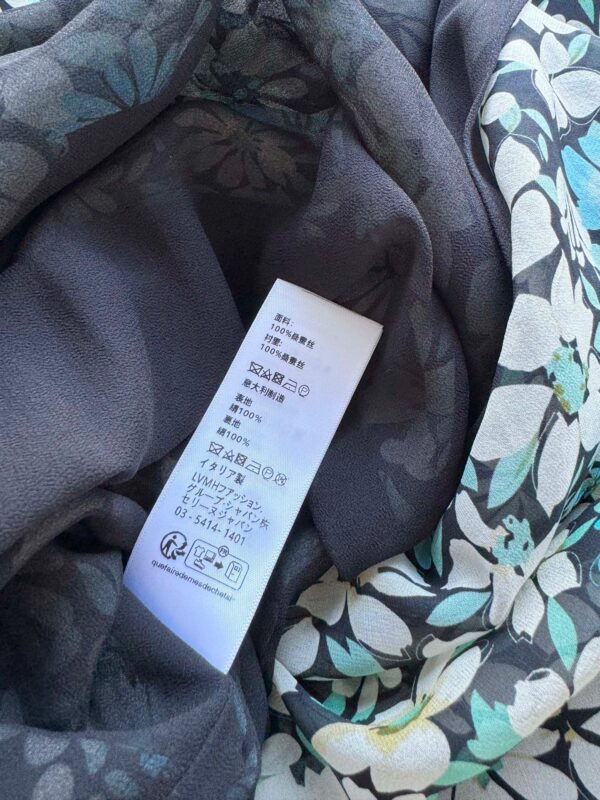 面料:
100%桑蚕丝
衬里:
100%桑蚕丝
意大利制造
表地
絹100%
裏地
絹100%
イタリア製
LVMHファッション.
グループ・ジャパン㈱
セリーヌジャパン
03-5414-1401
FR
quefairedemesdechets.fr